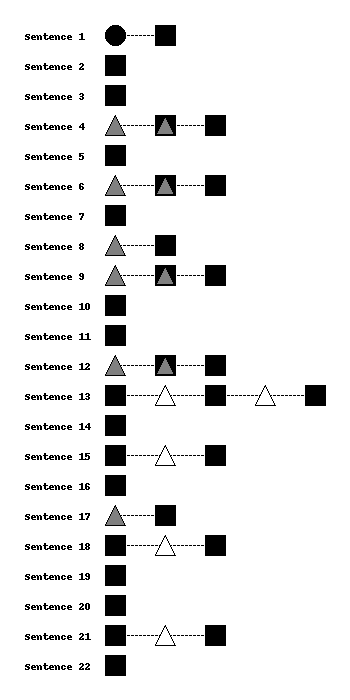 Sentence 1
Sentence 2
Sentence 3
Sentence 4
Sentence 5
Sentence 6
Sentence 7
Sentence 8
Sentence 9
Sentence 10
Sentence 11
Sentence 12
Sentence 13
Sentence 14
Sentence 15
Sentence 16
Sentence 17
Sentence 18
Sentence 19
Sentence 20
Sentence 21
Sentence 22